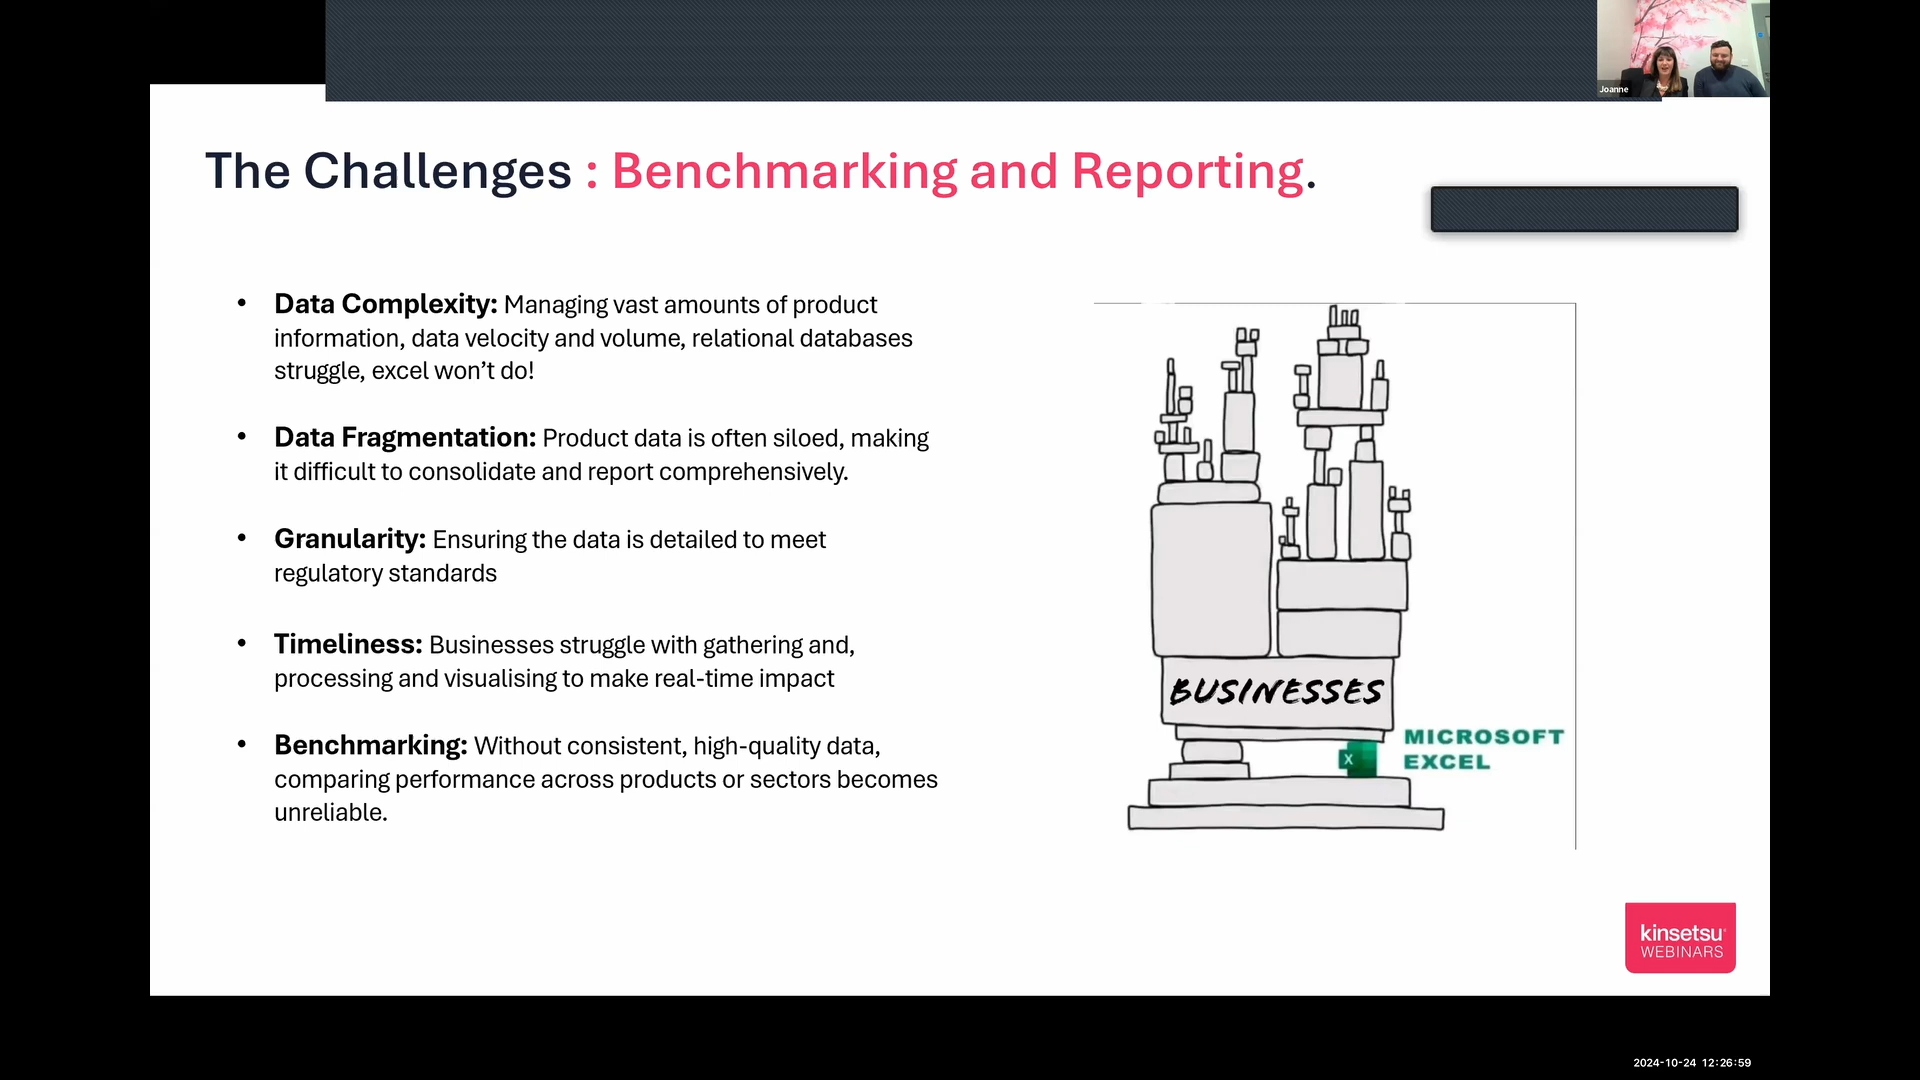 Joanne
The Challenges : Benchmarking and Reporting.
• Data Complexity: Managing vast amounts of product
information, data velocity and volume, relational databases
struggle, excel won’t do!
• Data Fragmentation: Product data is often siloed, making
it difficult to consolidate and report comprehensively.
• Granularity: Ensuring the data is detailed to meet
regulatory standards
• Timeliness: Businesses struggle with gathering and,
processing and visualising to make real-time impact
• Benchmarking: Without consistent, high-quality data,
comparing performance across products or sectors becomes
unreliable.
BUSINESSES
MICROSOFT
EXCEL
X
kinsetsu
WEBINARS
2024-10-24 12:26:59